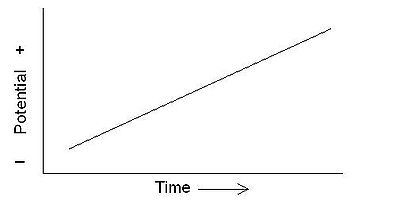 – Potential +
Time →